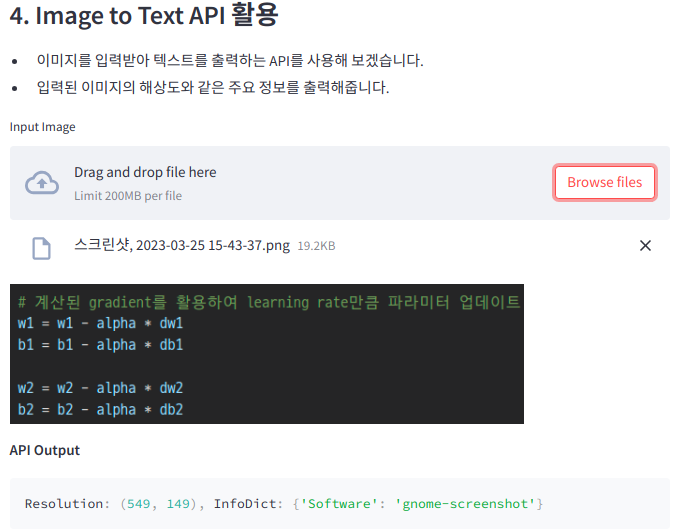 4. Image to Text API 활용
• 이미지를 입력받아 텍스트를 출력하는 API를 사용해 보겠습니다.
• 입력된 이미지의 해상도와 같은 주요 정보를 출력해줍니다.
Input Image
Drag and drop file here
Limit 200MB per file
Browse files
스크린샷, 2023-03-25 15-43-37.png 19.2KB
# 계산된 gradient를 활용하여 learning rate만큼 파라미터 업데이트
w1 = w1 - alpha * dw1
b1 = b1 - alpha * db1
w2 = w2 - alpha * dw2
b2 = b2 - alpha * db2
API Output
Resolution: (549, 149), InfoDict: {'Software': 'gnome-screenshot'}